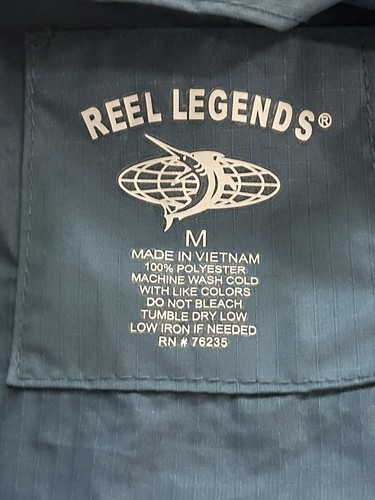 REEL LEGENDS®
M
MADE IN VIETNAM
100% POLYESTER
MACHINE WASH COLD
WITH LIKE COLORS
DO NOT BLEACH
TUMBLE DRY LOW
LOW IRON IF NEEDED
RN # 76235